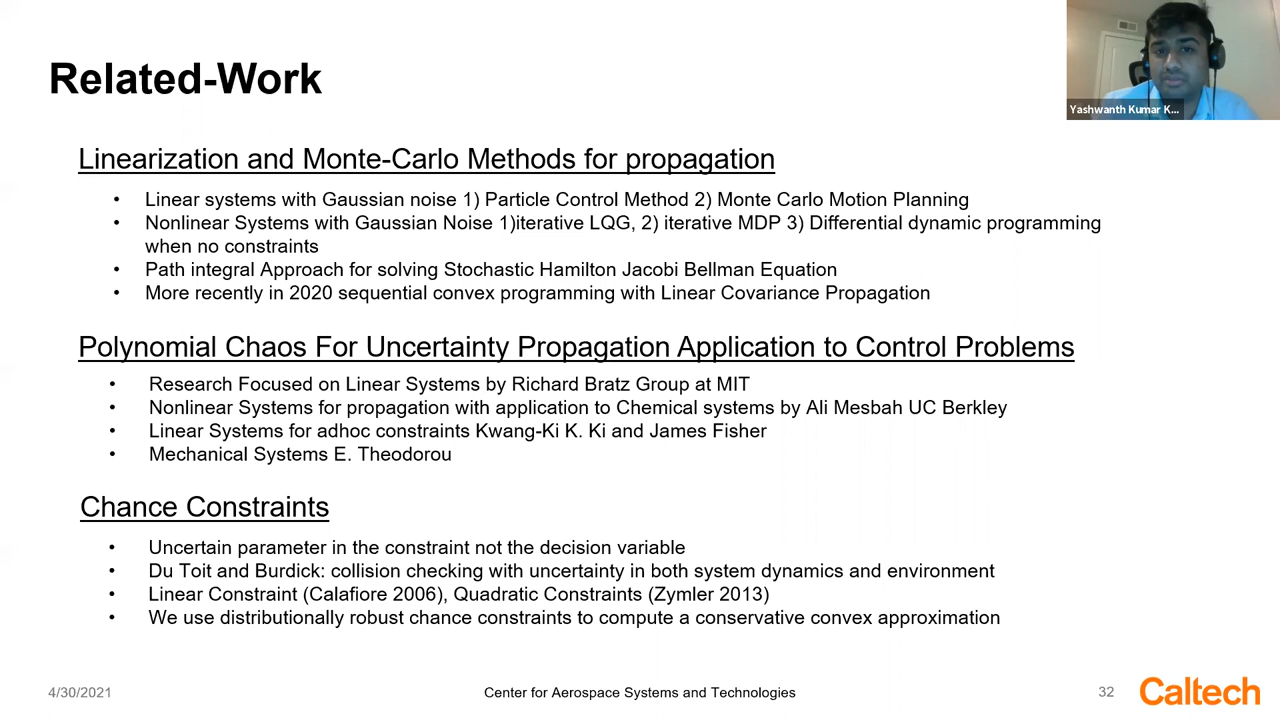 Related-Work
Yashwanth Kumar K...
Linearization and Monte-Carlo Methods for propagation
• Linear systems with Gaussian noise 1) Particle Control Method 2) Monte Carlo Motion Planning
• Nonlinear Systems with Gaussian Noise 1)iterative LQG, 2) iterative MDP 3) Differential dynamic programming
when no constraints
• Path integral Approach for solving Stochastic Hamilton Jacobi Bellman Equation
• More recently in 2020 sequential convex programming with Linear Covariance Propagation
Polynomial Chaos For Uncertainty Propagation Application to Control Problems
• Research Focused on Linear Systems by Richard Bratz Group at MIT
• Nonlinear Systems for propagation with application to Chemical systems by Ali Mesbah UC Berkley
• Linear Systems for adhoc constraints Kwang-Ki K. Ki and James Fisher
• Mechanical Systems E. Theodorou
Chance Constraints
• Uncertain parameter in the constraint not the decision variable
• Du Toit and Burdick: collision checking with uncertainty in both system dynamics and environment
• Linear Constraint (Calafiore 2006), Quadratic Constraints (Zymler 2013)
• We use distributionally robust chance constraints to compute a conservative convex approximation
4/30/2021
Center for Aerospace Systems and Technologies
32
Caltech